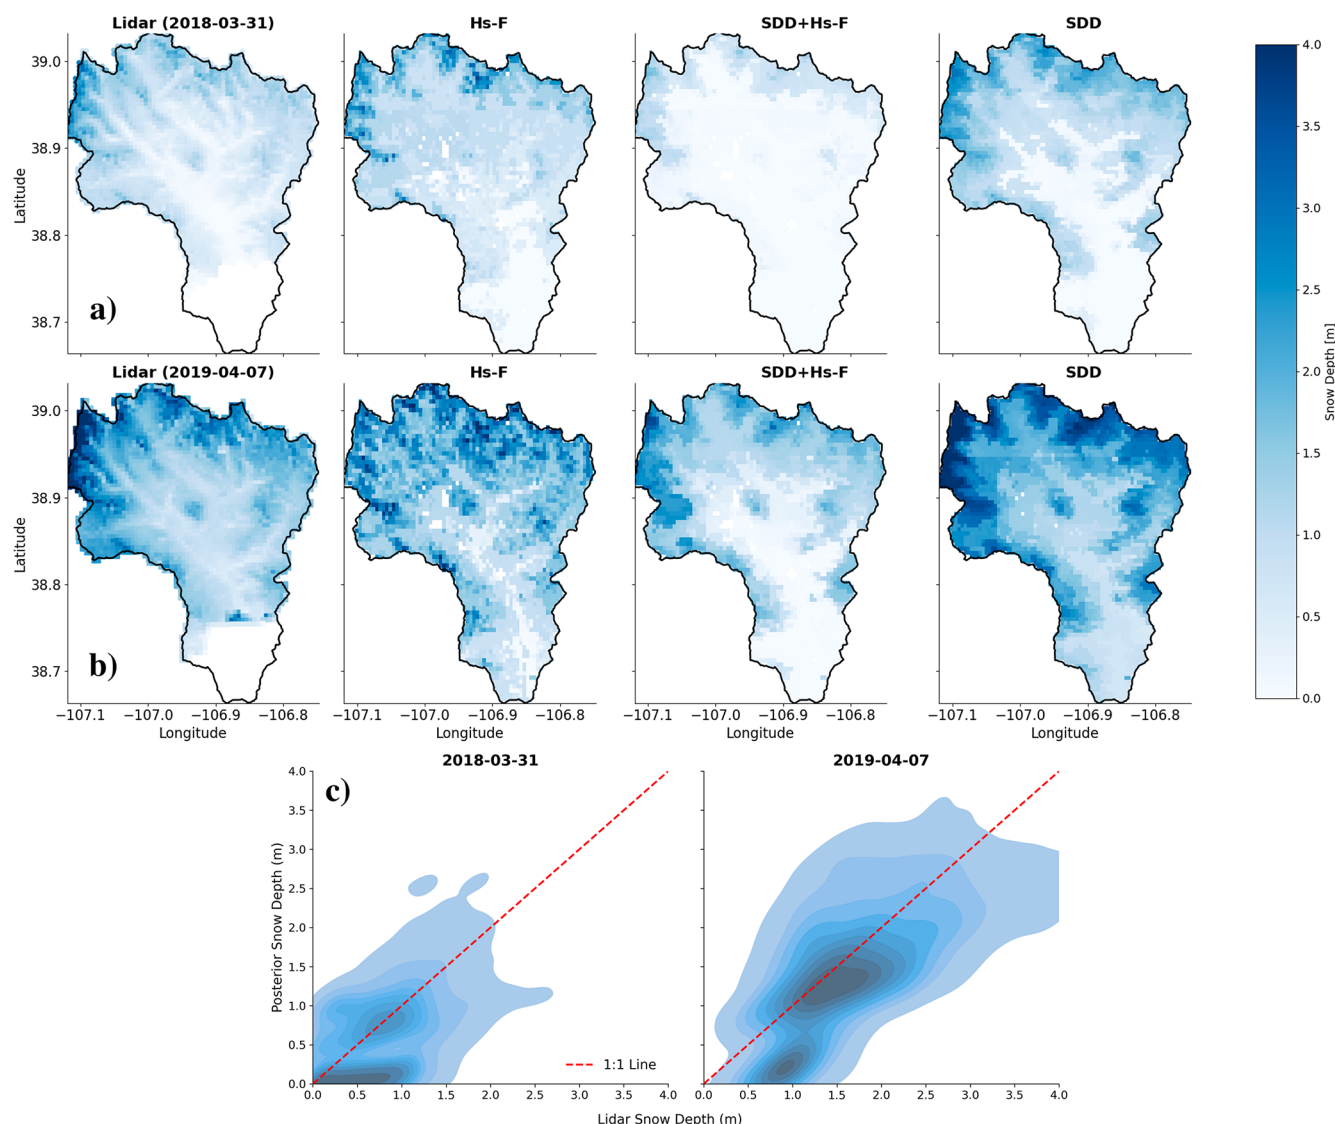 Lidar (2018-03-31)
Hs-F
SDD+Hs-F
SDD
39.0
38.9
38.8
38.7
Latitude
a)
Lidar (2019-04-07)
Hs-F
SDD+Hs-F
SDD
39.0
38.9
38.8
38.7
Latitude
b)
−107.1 −107.0 −106.9 −106.8
−107.1 −107.0 −106.9 −106.8
−107.1 −107.0 −106.9 −106.8
−107.1 −107.0 −106.9 −106.8
Longitude
Longitude
Longitude
Longitude
4.0
3.5
3.0
2.5
2.0
1.5
1.0
0.5
0.0
Snow Depth [m]
2018-03-31
2019-04-07
c)
4.0
3.5
3.0
2.5
2.0
1.5
1.0
0.5
0.0
Posterior Snow Depth (m)
1:1 Line
0.0 0.5 1.0 1.5 2.0 2.5 3.0 3.5 4.0
0.0 0.5 1.0 1.5 2.0 2.5 3.0 3.5 4.0
Lidar Snow Depth (m)